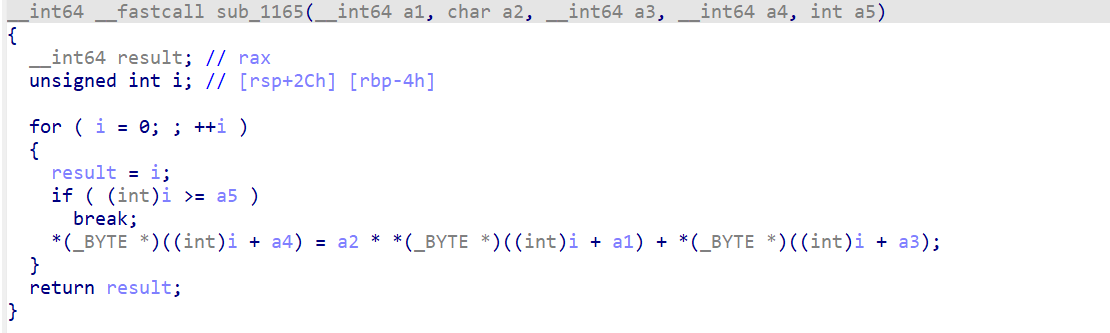 __int64 __fastcall sub_1165(__int64 a1, char a2, __int64 a3, __int64 a4, int a5)
{
  __int64 result; // rax
  unsigned int i; // [rsp+2Ch] [rbp-4h]

  for ( i = 0; ; ++i )
  {
    result = i;
    if ( (int)i >= a5 )
      break;
    *(_BYTE *)((int)i + a4) = a2 * *(_BYTE *)((int)i + a1) + *(_BYTE *)((int)i + a3);
  }
  return result;
}